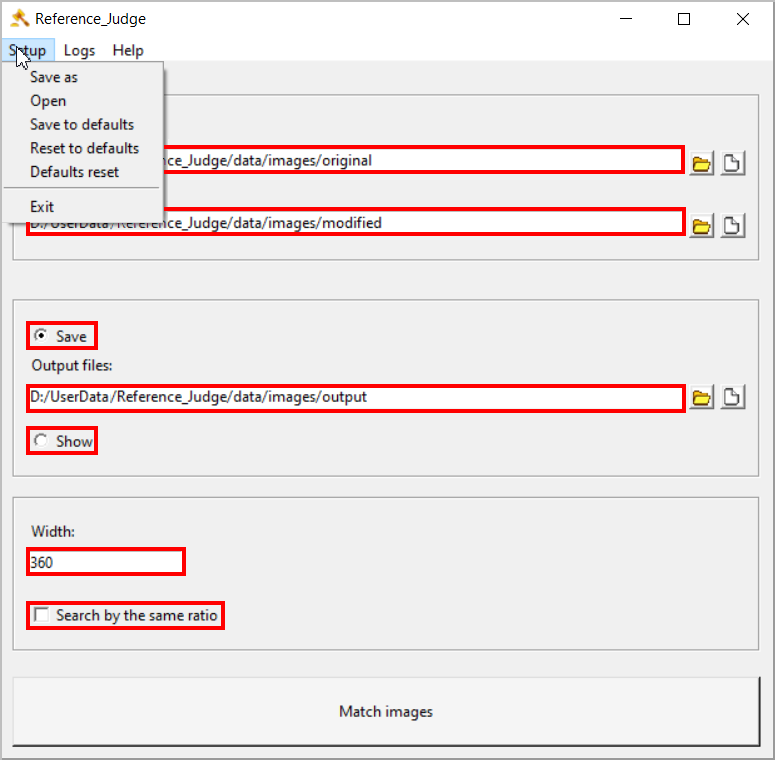 Reference_Judge
Setup Logs Help
Save as
Open
Save to defaults
Reset to defaults
Defaults reset
Exit
nce_Judge/data/images/original
D:/UserData/Reference_Judge/data/images/modified
Save
Output files:
D:/UserData/Reference_Judge/data/images/output
Show
Width:
360
Search by the same ratio
Match images